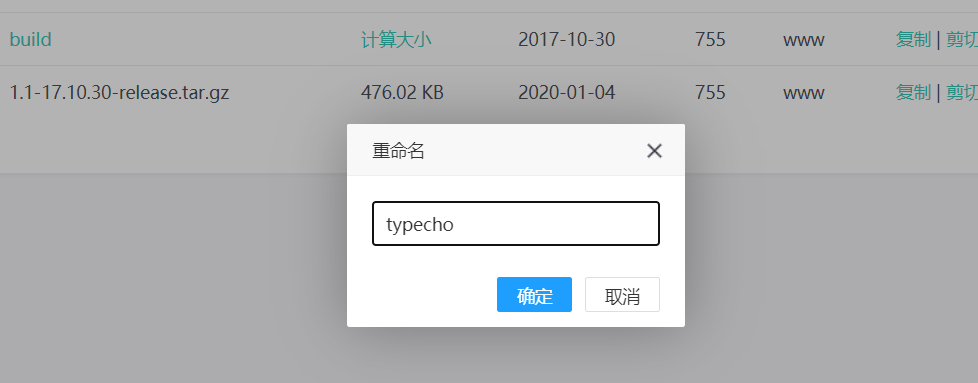 build 计算大小 2017-10-30 755 www 复制 | 剪切
1.1-17.10.30-release.tar.gz 476.02 KB 2020-01-04 755 www 复制 | 剪切
重命名
typecho
确定 取消